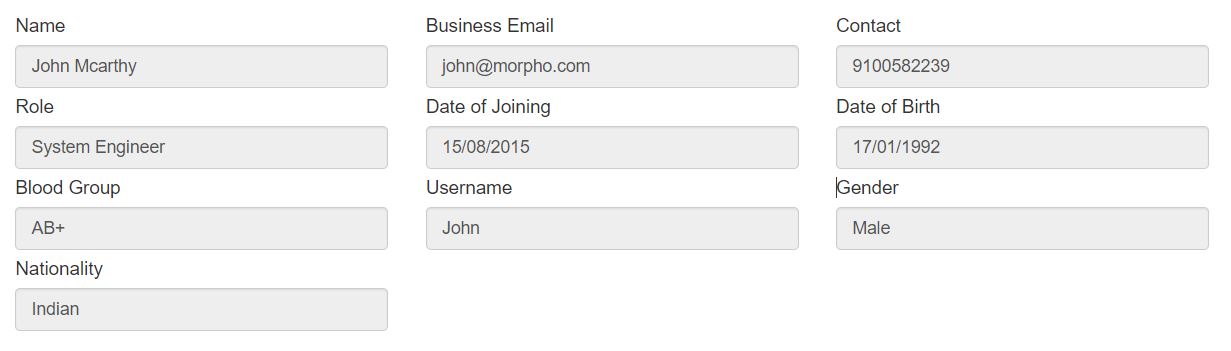 Name Business Email Contact
John Mcarthy john@morpho.com 9100582239
Role Date of Joining Date of Birth
System Engineer 15/08/2015 17/01/1992
Blood Group Username Gender
AB+ John Male
Nationality
Indian